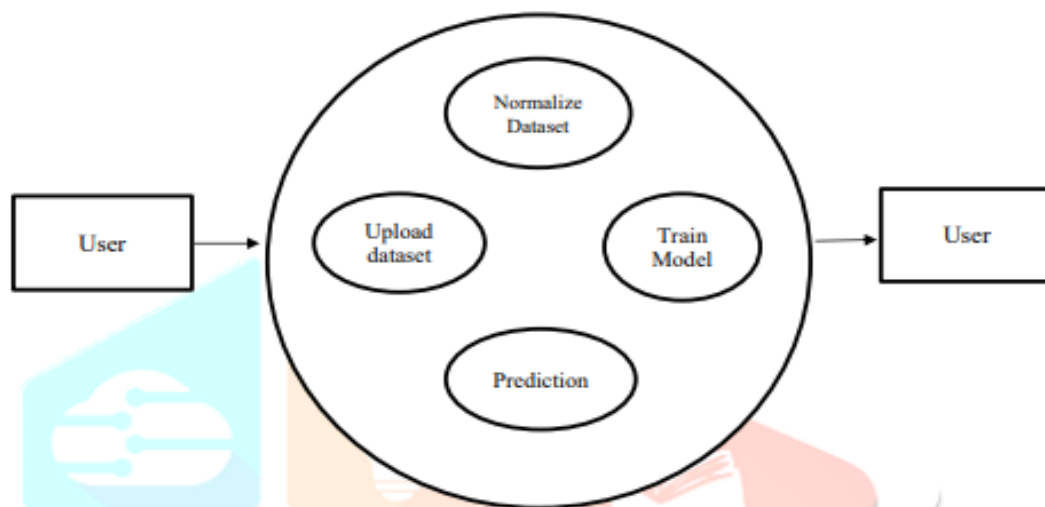 Normalize
Dataset
User
Upload
dataset
Train
Model
User
Prediction